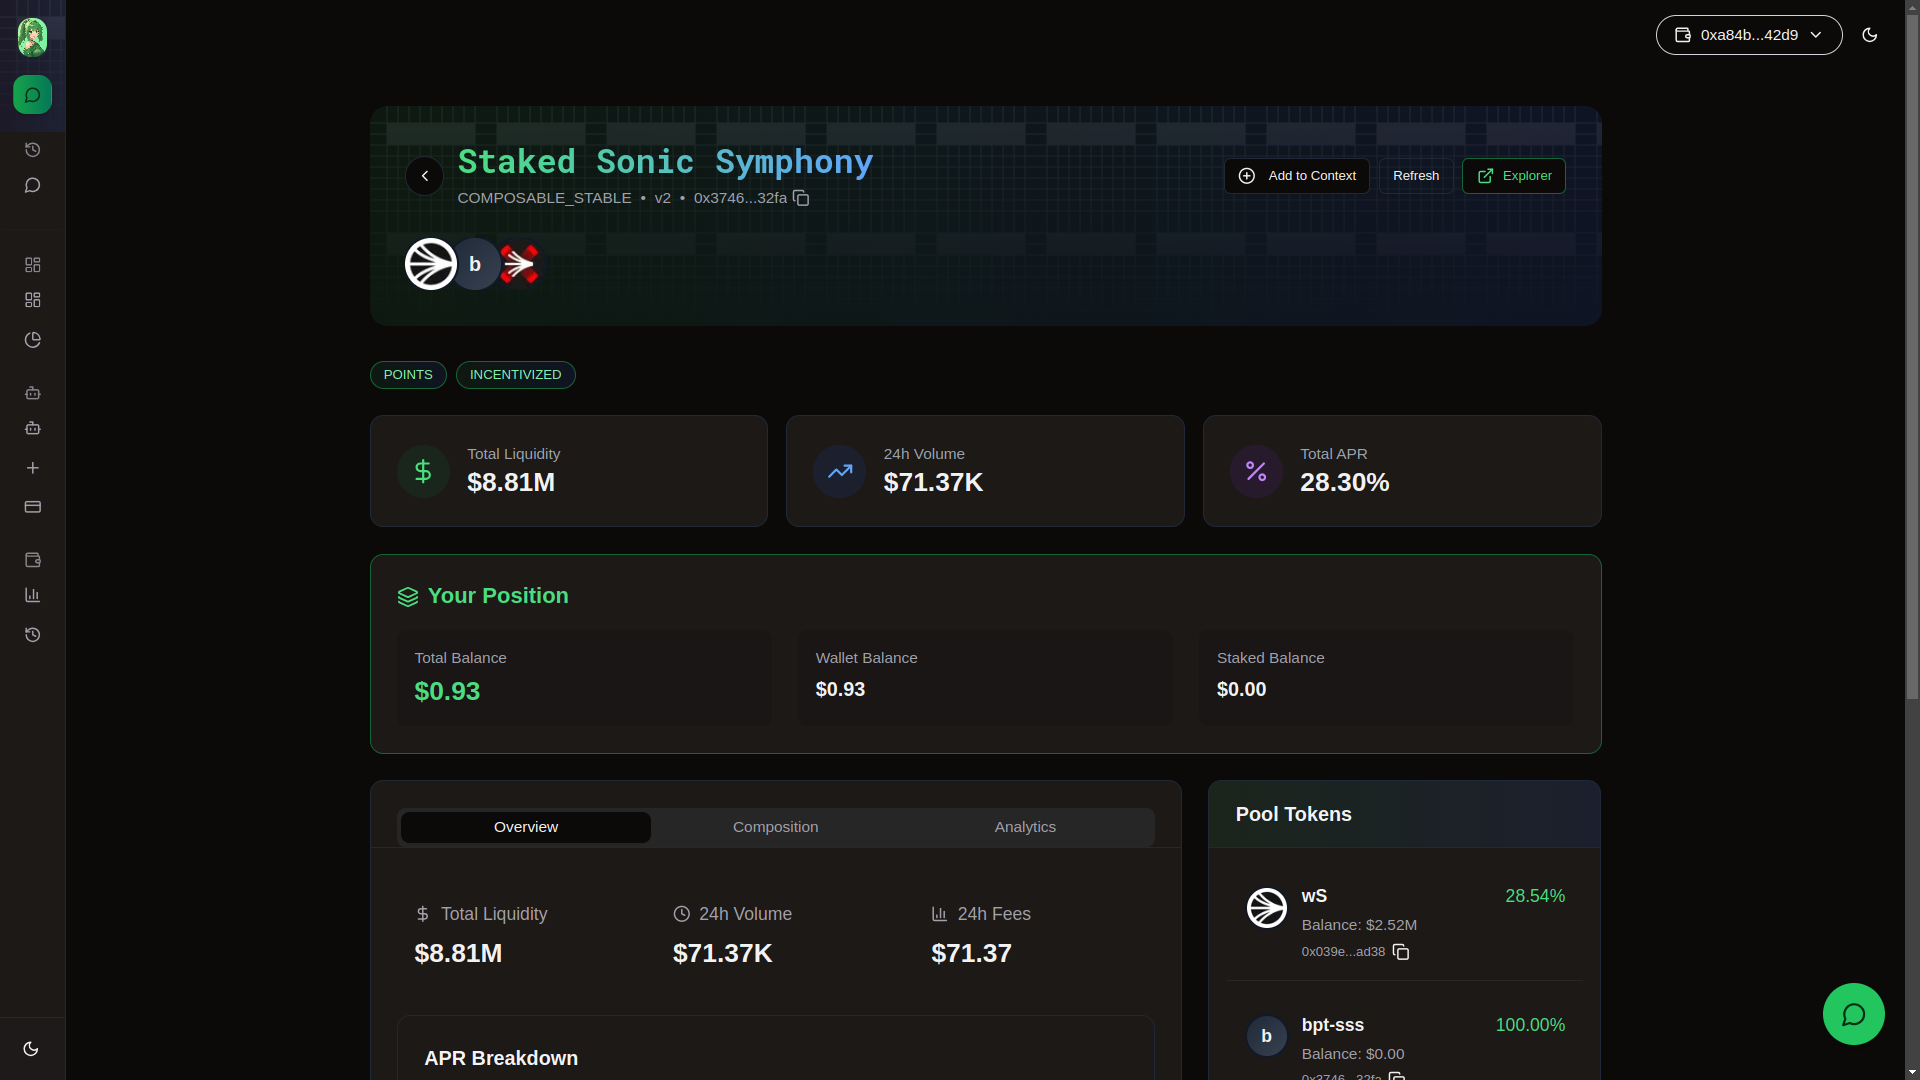 0xa84b...42d9
Staked Sonic Symphony
COMPOSABLE_STABLE • v2 • 0x3746...32fa
Add to Context
Refresh
Explorer
b
POINTS
INCENTIVIZED
Total Liquidity
$8.81M
24h Volume
$71.37K
Total APR
28.30%
Your Position
Total Balance
$0.93
Wallet Balance
$0.93
Staked Balance
$0.00
Overview
Composition
Analytics
Total Liquidity
$8.81M
24h Volume
$71.37K
24h Fees
$71.37
APR Breakdown
Pool Tokens
wS
28.54%
Balance: $2.52M
0x039e...ad38
b
bpt-sss
100.00%
Balance: $0.00
0x3746...32fa